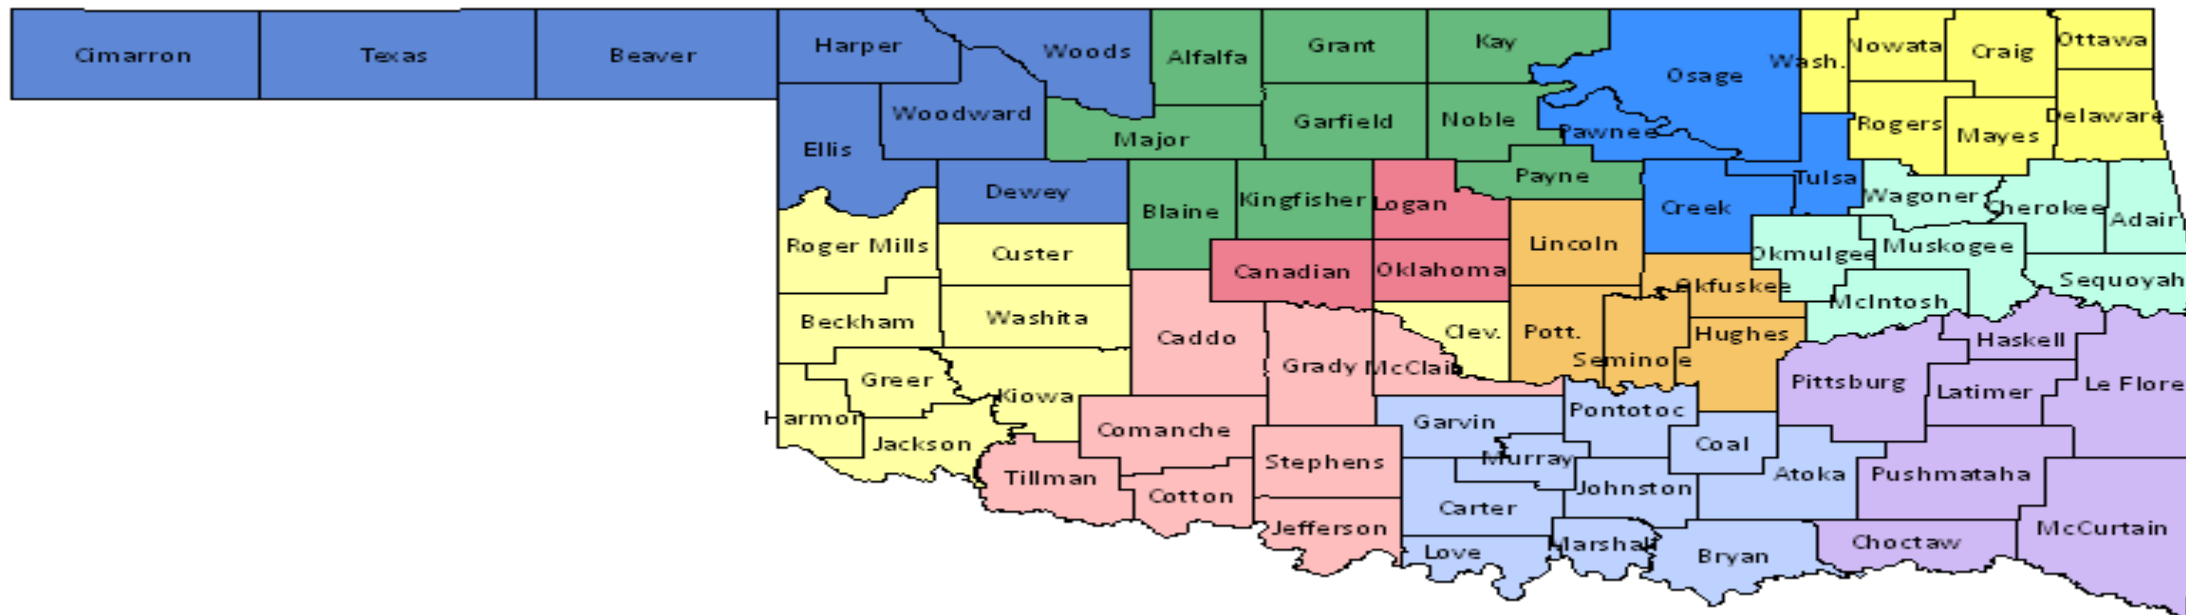 Cimarron
Texas
Beaver
Harper
Woods
Alfalfa
Grant
Kay
Osage
Wash.
Nowata
Craig
Ottawa
Ellis
Woodward
Major
Garfield
Noble
Pawnee
Rogers
Mayes
Delaware
Dewey
Blaine
Kingfisher
Logan
Payne
Creek
Tulsa
Wagoner
Cherokee
Adair
Roger Mills
Custer
Canadian
Oklahoma
Lincoln
Okmulgee
Muskogee
Sequoyah
Beckham
Washita
Caddo
Grady
McClain
Clev.
Pott.
Seminole
Okfuskee
Hughes
McIntosh
Haskell
Pittsburg
Latimer
Le Flore
Harmon
Greer
Kiowa
Jackson
Comanche
Tillman
Cotton
Stephens
Jefferson
Garvin
Murray
Pontotoc
Coal
Carter
Johnston
Atoka
Pushmataha
Love
Marshall
Bryan
Choctaw
McCurtain